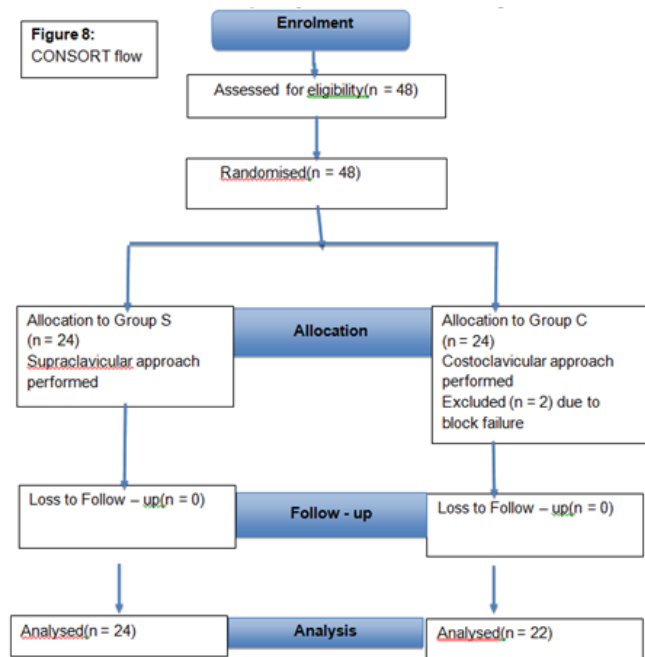 Figure 8:
CONSORT flow
Enrolment
Assessed for eligibility(n = 48)
Randomised(n = 48)
Allocation to Group S
(n = 24)
Supraclavicular approach
performed
Allocation
Allocation to Group C
(n = 24)
Costoclavicular approach
performed
Excluded (n = 2) due to
block failure
Loss to Follow – up(n = 0)
Follow - up
Loss to Follow – up(n = 0)
Analysed(n = 24)
Analysis
Analysed(n = 22)